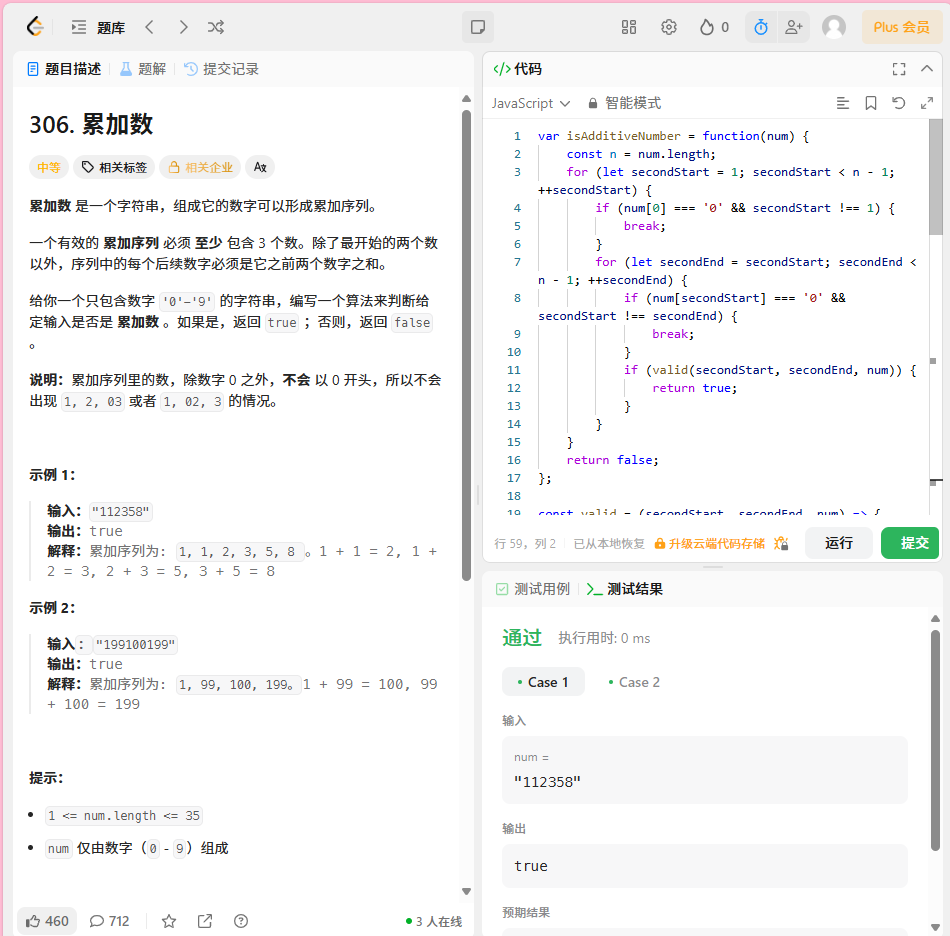 题库
0
Plus 会员
题目描述
题解
提交记录
306. 累加数
中等
相关标签
相关企业
累加数 是一个字符串，组成它的数字可以形成累加序列。
一个有效的 累加序列 必须 至少 包含 3 个数。除了最开始的两个数
以外，序列中的每个后续数字必须是它之前两个数字之和。
给你一个只包含数字 '0'-'9' 的字符串，编写一个算法来判断给
定输入是否是 累加数 。如果是，返回 true ；否则，返回 false
。
说明：累加序列里的数，除数字 0 之外，不会 以 0 开头，所以不会
出现 1, 2, 03 或者 1, 02, 3 的情况。
示例 1：
输入："112358"
输出：true
解释：累加序列为: 1, 1, 2, 3, 5, 8 。1 + 1 = 2, 1 +
2 = 3, 2 + 3 = 5, 3 + 5 = 8
示例 2：
输入："199100199"
输出：true
解释：累加序列为: 1, 99, 100, 199。1 + 99 = 100, 99
+ 100 = 199
提示：
1 <= num.length <= 35
num 仅由数字（0 - 9）组成
460
712
3 人在线
代码
JavaScript
智能模式
1 var isAdditiveNumber = function(num) {
2 const n = num.length;
3 for (let secondStart = 1; secondStart < n - 1;
++secondStart) {
4 if (num[0] === '0' && secondStart !== 1) {
5 break;
6 }
7 for (let secondEnd = secondStart; secondEnd <
n - 1; ++secondEnd) {
8 if (num[secondStart] === '0' &&
secondStart !== secondEnd) {
9 break;
10 }
11 if (valid(secondStart, secondEnd, num)) {
12 return true;
13 }
14 }
15 }
16 return false;
17 };
18
19 const valid = (secondStart, secondEnd, num) => {
行 59，列 2
已从本地恢复
升级云端代码存储
运行
提交
测试用例
测试结果
通过
执行用时: 0 ms
Case 1
Case 2
输入
num =
"112358"
输出
true
预期结果